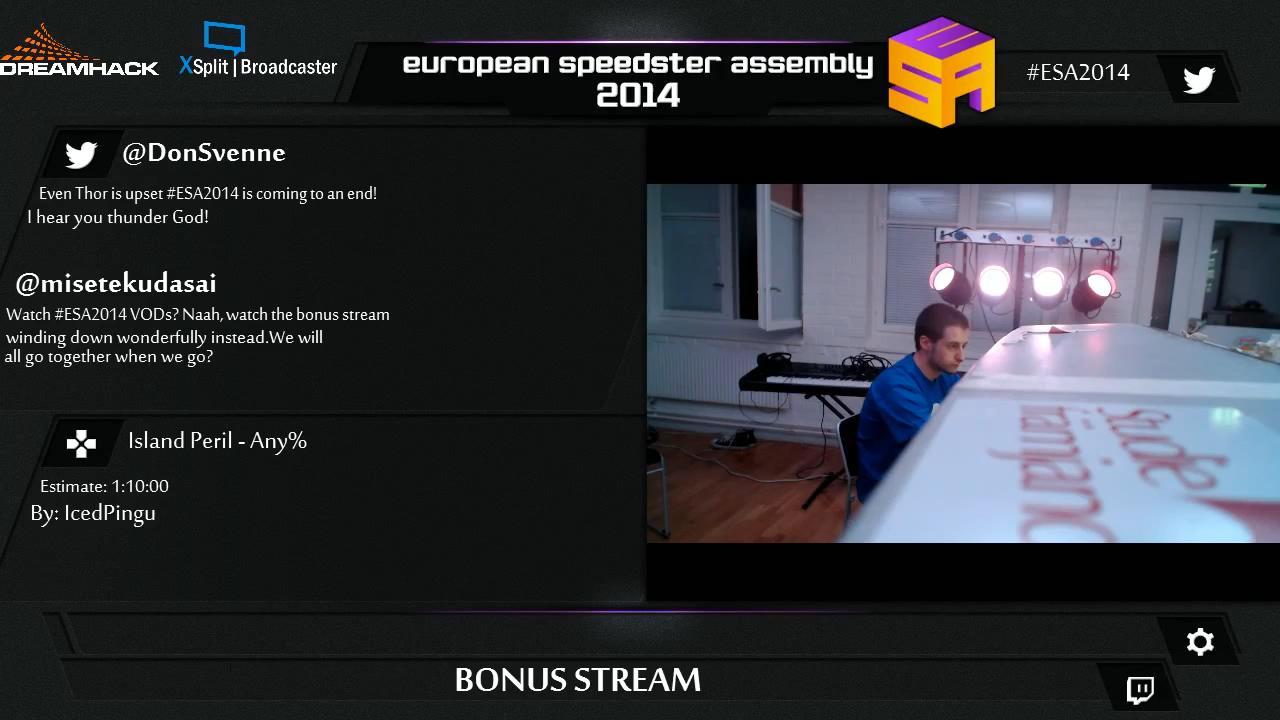 DREAMHACK
XSplit | Broadcaster
european speedster assembly
2014
ESA
#ESA2014
@DonSvenne
Even Thor is upset #ESA2014 is coming to an end!
I hear you thunder God!
@misetekudasai
Watch #ESA2014 VODs? Naah, watch the bonus stream
winding down wonderfully instead.We will
all go together when we go?
Island Peril - Any%
Estimate: 1:10:00
By: IcedPingu
BONUS STREAM